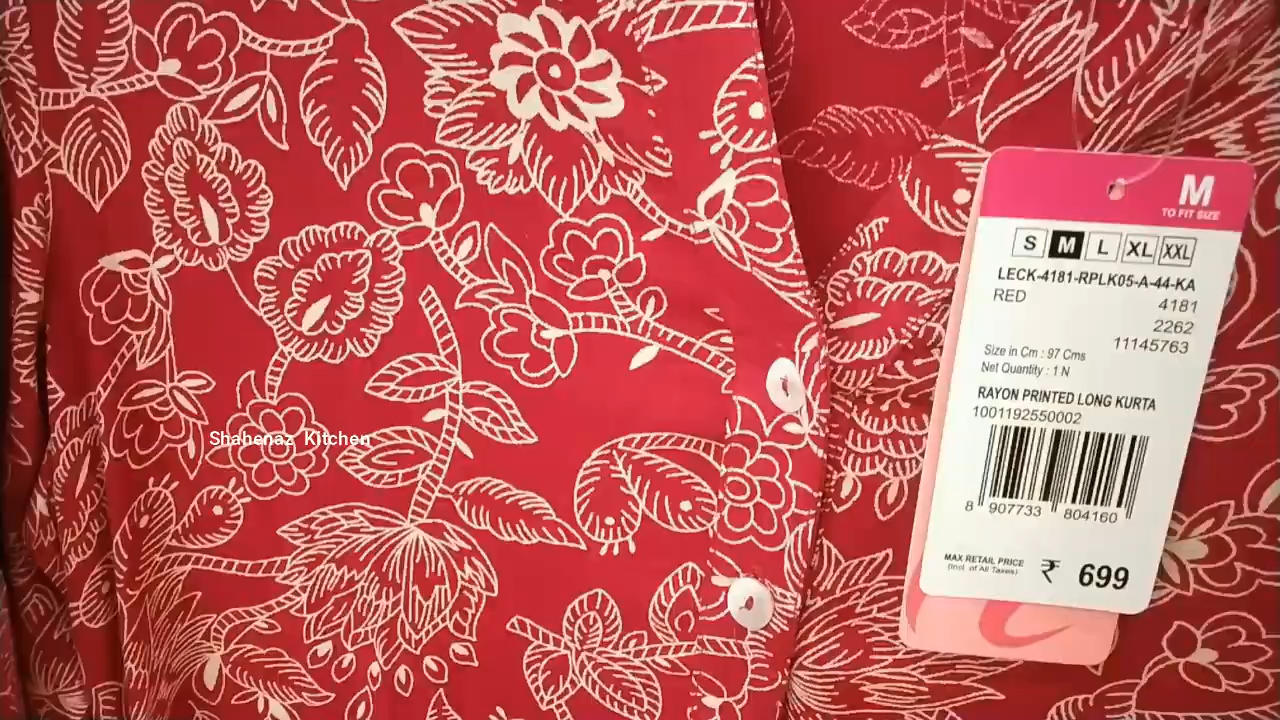 M
TO FIT SIZE
S M L XL XXL
LECK-4181-RPLK05-A-44-KA
RED 4181
2262
11145763
Size in Cm : 97 Cms
Net Quantity : 1 N
RAYON PRINTED LONG KURTA
1001192550002
8 907733 804160
MAX RETAIL PRICE
(Incl. of All Taxes)
₹ 699
Shahenaz Kitchen